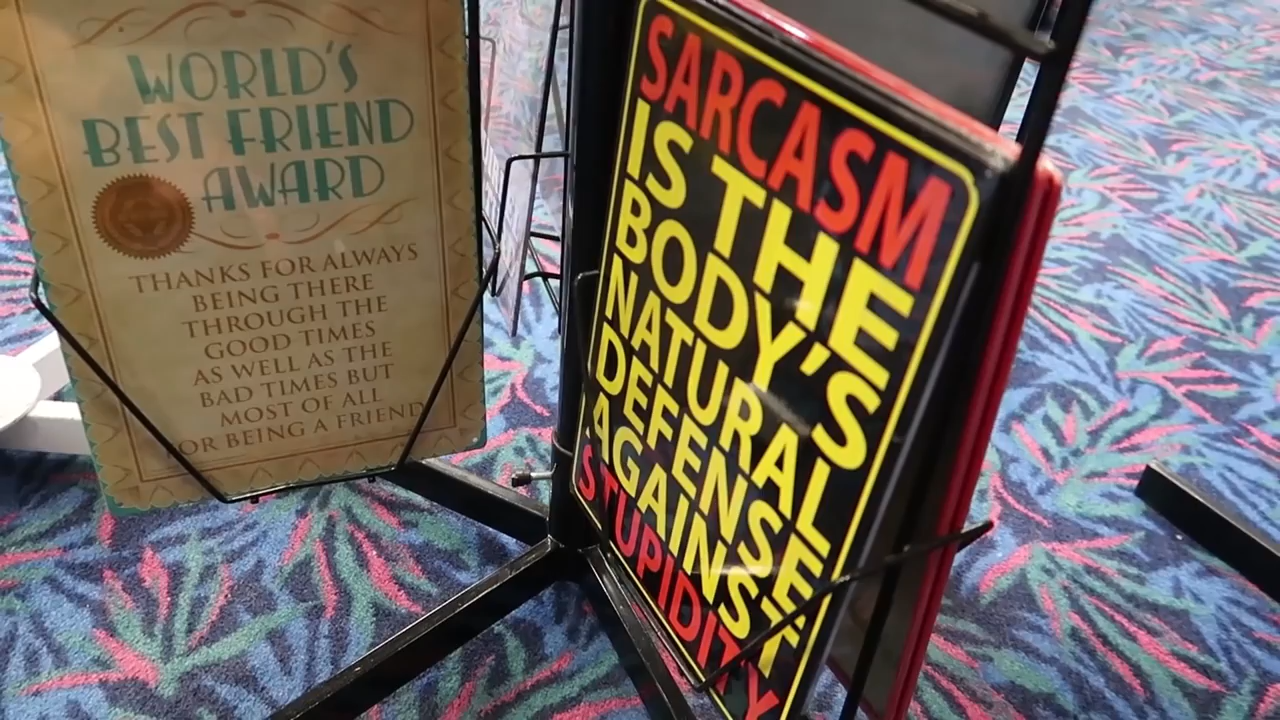 WORLD'S
BEST FRIEND
AWARD
THANKS FOR ALWAYS
BEING THERE
THROUGH THE
GOOD TIMES
AS WELL AS THE
BAD TIMES BUT
MOST OF ALL
OR BEING A FRIEND
SARCASM
IS THE
BODY'S
NATURAL
DEFENSE
AGAINST
STUPIDITY